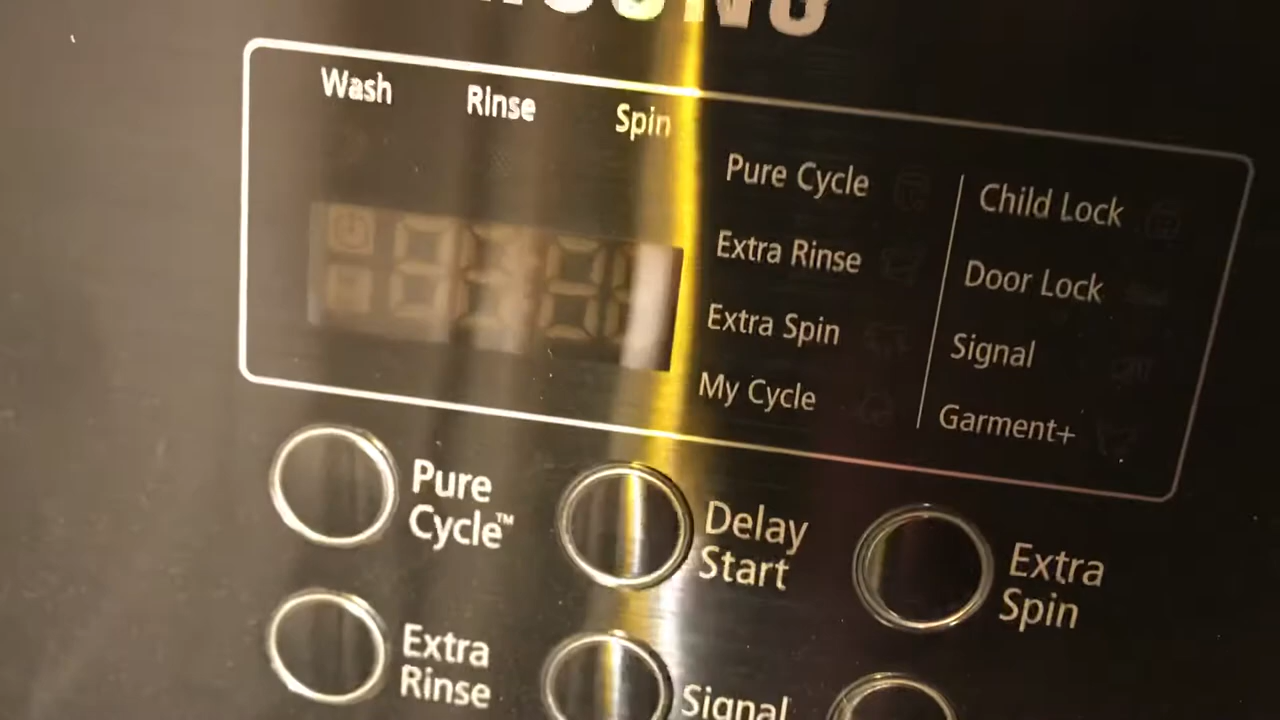 Wash Rinse Spin
Pure Cycle
Extra Rinse
Extra Spin
My Cycle
Child Lock
Door Lock
Signal
Garment+
Pure
Cycle™
Delay
Start
Extra
Spin
Extra
Rinse
Signal